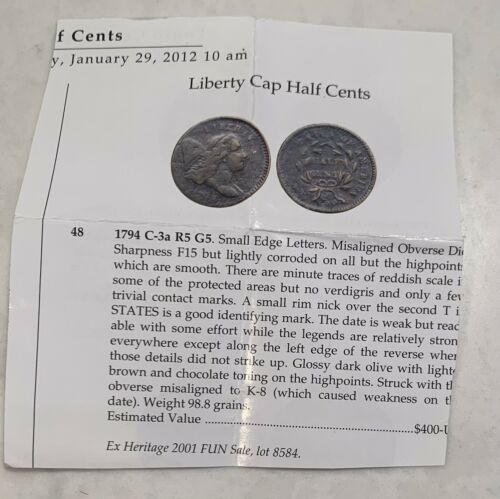 f Cents
y, January 29, 2012 10 am
Liberty Cap Half Cents
48 1794 C-3a R5 G5. Small Edge Letters. Misaligned Obverse Di
Sharpness F15 but lightly corroded on all but the highpoint
which are smooth. There are minute traces of reddish scale i
some of the protected areas but no verdigris and only a few
trivial contact marks. A small rim nick over the second T i
STATES is a good identifying mark. The date is weak but read
able with some effort while the legends are relatively stron
everywhere except along the left edge of the reverse wher
those details did not strike up. Glossy dark olive with light
brown and chocolate toning on the highpoints. Struck with th
obverse misaligned to K-8 (which caused weakness on t
date). Weight 98.8 grains.
Estimated Value ...............................................................$400-U
Ex Heritage 2001 FUN Sale, lot 8584.
HALF
CENT